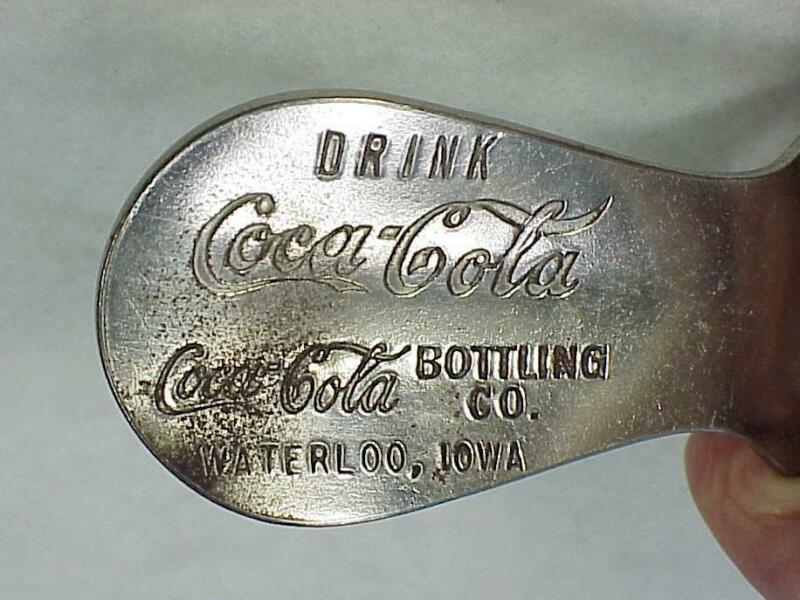 DRINK
Coca-Cola
Coca-Cola BOTTLING
CO.
WATERLOO, IOWA